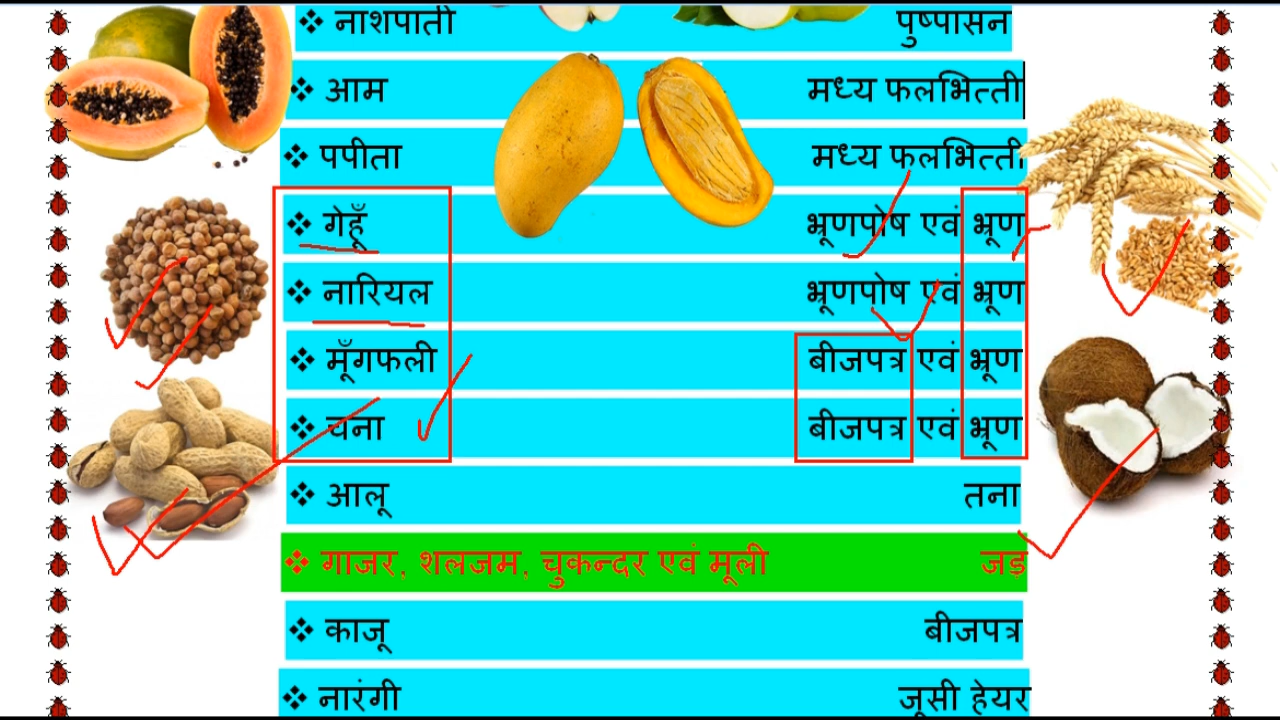 ❖ नाशपाती पुष्पासन
❖ आम मध्य फलभित्ती
❖ पपीता मध्य फलभित्ती
❖ गेहूँ भ्रूणपोष एवं भ्रूण
❖ नारियल भ्रूणपोष एवं भ्रूण
❖ मूँगफली बीजपत्र एवं भ्रूण
❖ चना बीजपत्र एवं भ्रूण
❖ आलू तना
❖ गाजर, शलजम, चुकन्दर एवं मूली जड़
❖ काजू बीजपत्र
❖ नारंगी जूसी हेयर